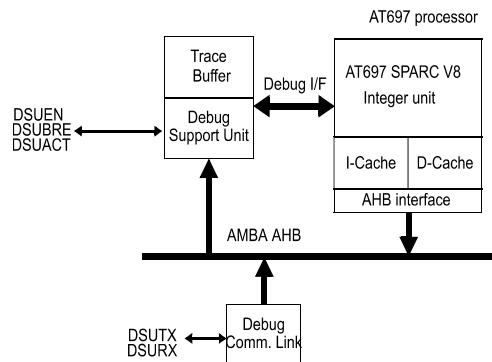 AT697 processor
Trace
Buffer
Debug I/F
AT697 SPARC V8
Integer unit
DSUEN
DSUBRE
DSUACT
Debug
Support Unit
I-Cache
D-Cache
AHB interface
AMBA AHB
DSUTX
DSURX
Debug
Comm. Link